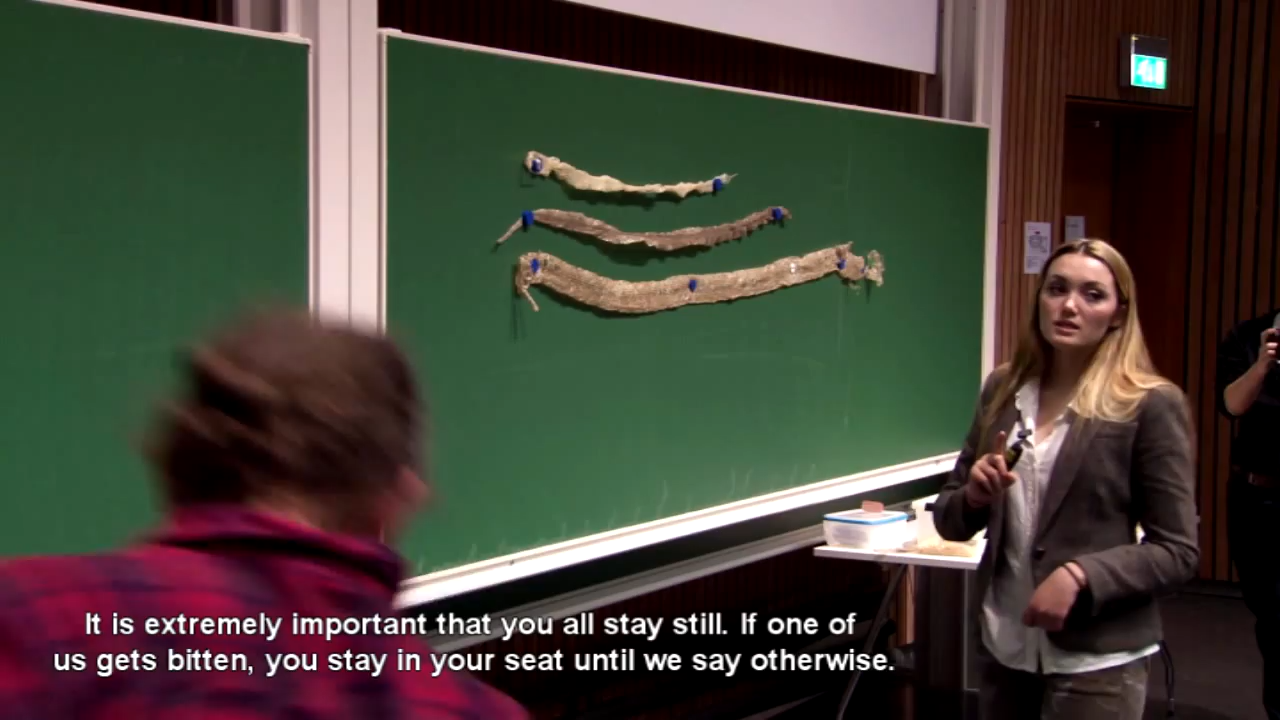 It is extremely important that you all stay still. If one of
us gets bitten, you stay in your seat until we say otherwise.